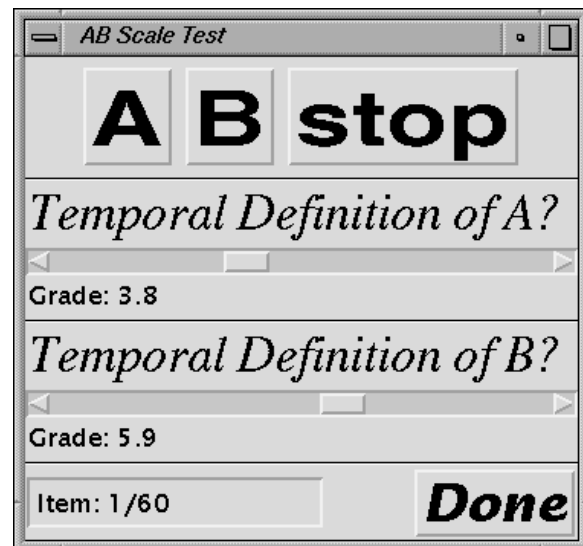 AB Scale Test
A B stop
Temporal Definition of A?
Grade: 3.8
Temporal Definition of B?
Grade: 5.9
Item: 1/60 Done